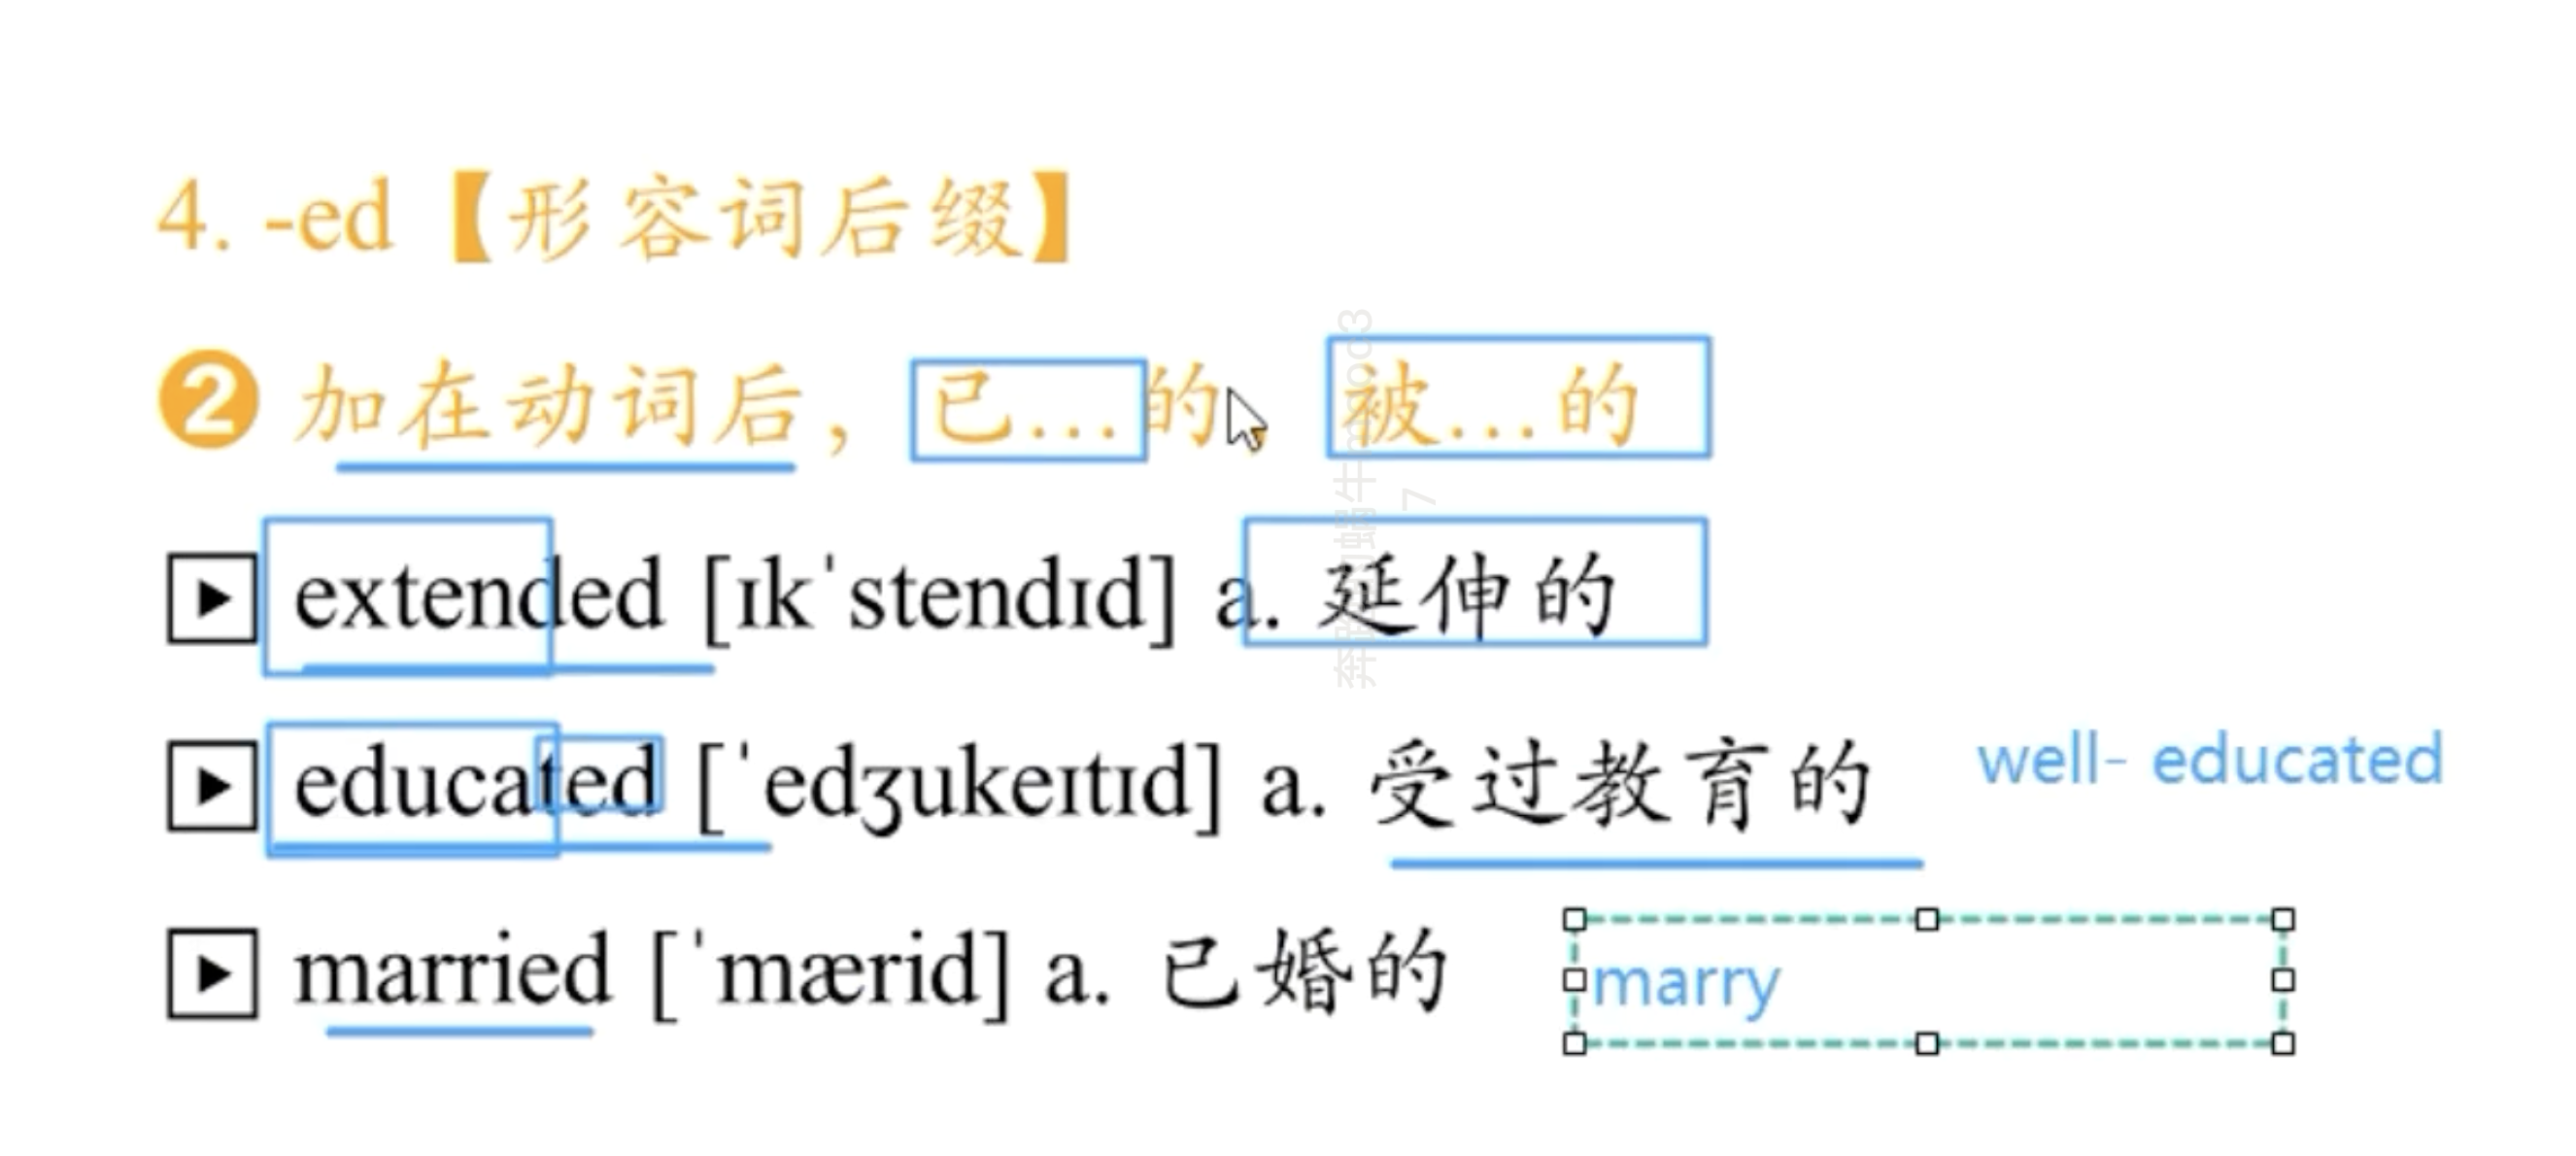 4. -ed【形容词后缀】
❷ 加在动词后，已…的 被…的
extended [ɪkˈstendɪd] a. 延伸的
educated [ˈedʒukeɪtɪd] a. 受过教育的 well- educated
married [ˈmærid] a. 已婚的 marry